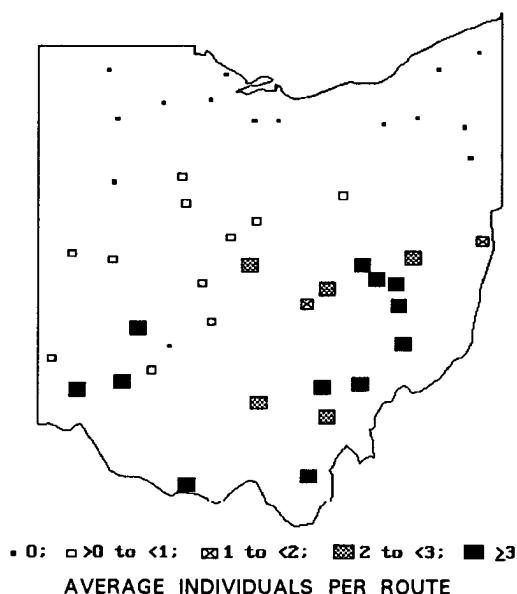 0; >0 to <1; 1 to <2; 2 to <3; ≥3
AVERAGE INDIVIDUALS PER ROUTE